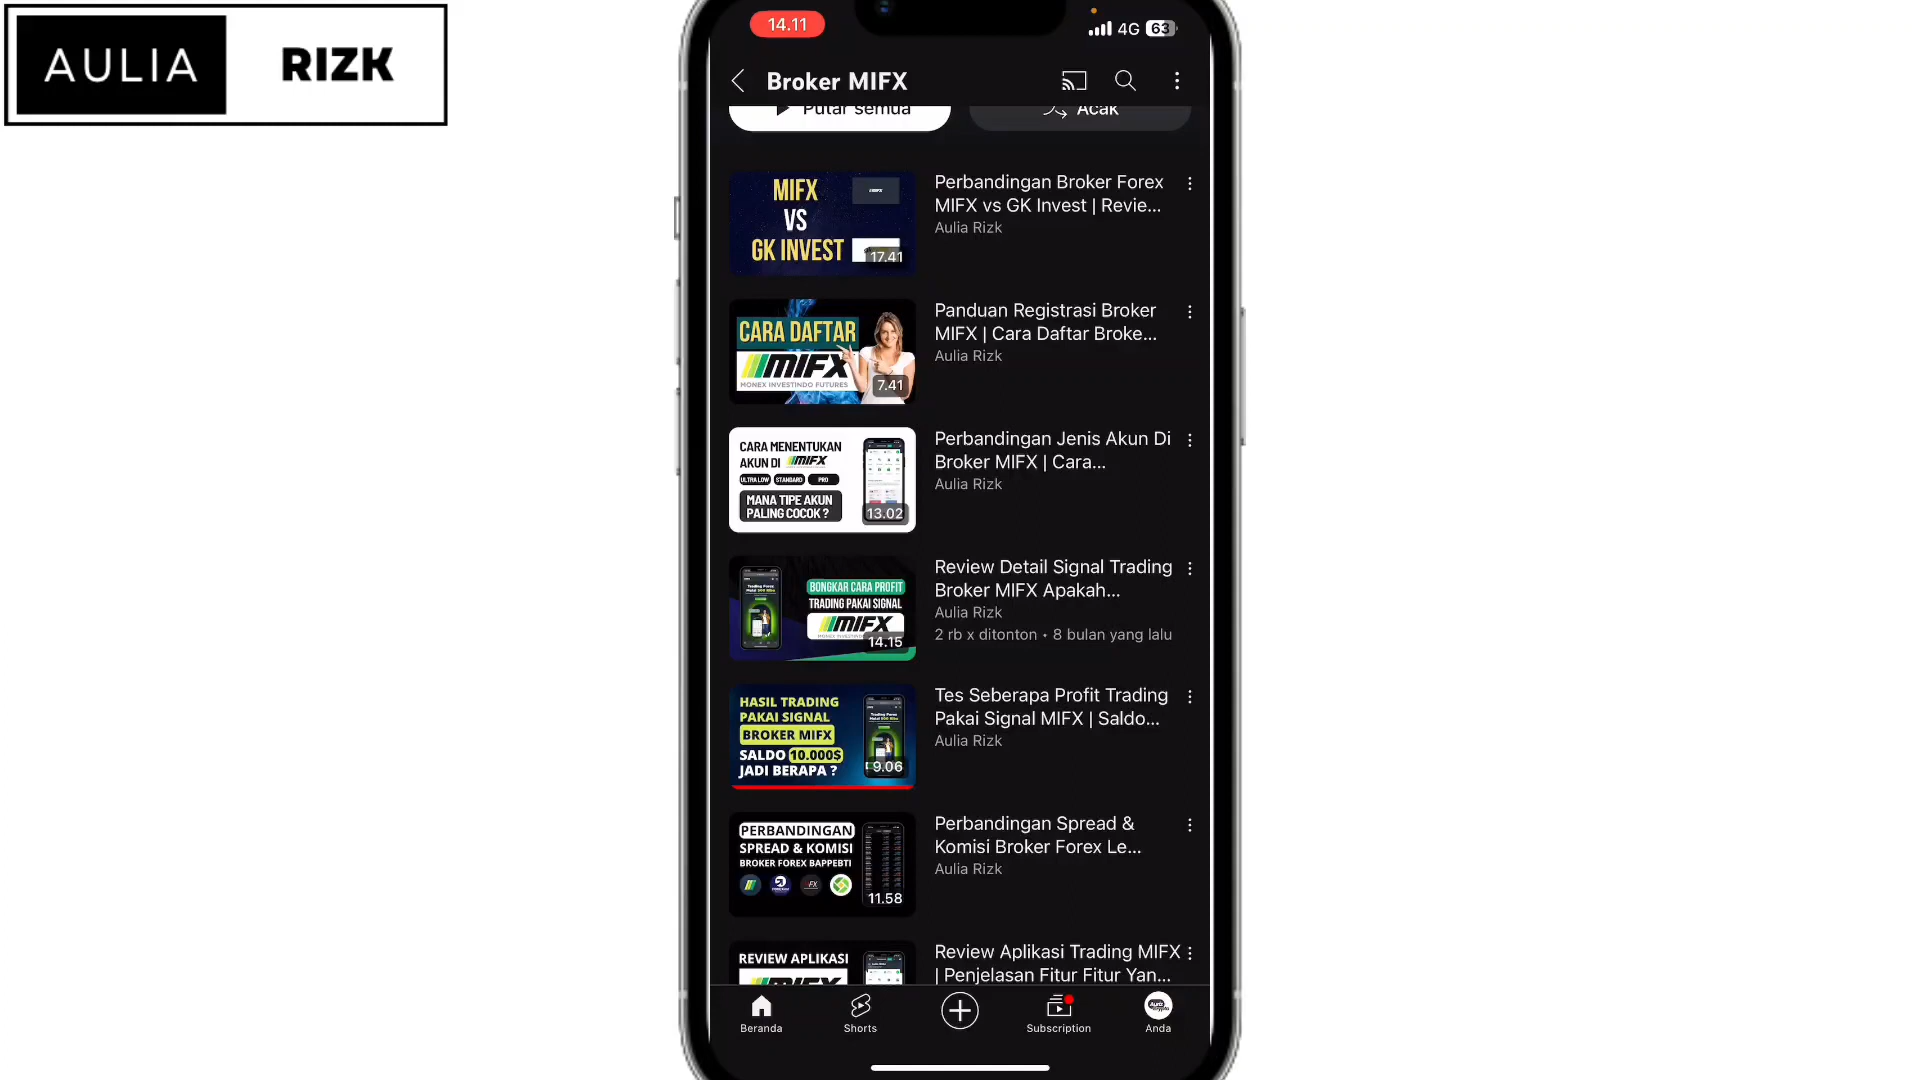 AULIA RIZK
14.11
4G 63
Broker MIFX
Putar semua
Acak
MIFX
VS
GK INVEST
17.41
Perbandingan Broker Forex
MIFX vs GK Invest | Revie...
Aulia Rizk
CARA DAFTAR
MIFX
MONEX INVESTINDO FUTURES
7.41
Panduan Registrasi Broker
MIFX | Cara Daftar Broke...
Aulia Rizk
CARA MENENTUKAN
AKUN DI MIFX
ULTRA LOW STANDARD PRO
MANA TIPE AKUN
PALING COCOK ?
13.02
Perbandingan Jenis Akun Di
Broker MIFX | Cara...
Aulia Rizk
BONGKAR CARA PROFIT
TRADING PAKAI SIGNAL
MIFX
14.15
Review Detail Signal Trading
Broker MIFX Apakah...
Aulia Rizk
2 rb x ditonton • 8 bulan yang lalu
HASIL TRADING
PAKAI SIGNAL
BROKER MIFX
SALDO 10.000$
JADI BERAPA ?
9.06
Tes Seberapa Profit Trading
Pakai Signal MIFX | Saldo...
Aulia Rizk
PERBANDINGAN
SPREAD & KOMISI
BROKER FOREX BAPPEBTI
11.58
Perbandingan Spread &
Komisi Broker Forex Le...
Aulia Rizk
REVIEW APLIKASI
MIFX
Review Aplikasi Trading MIFX
| Penjelasan Fitur Fitur Yan...
Beranda
Shorts
Subscription
Anda